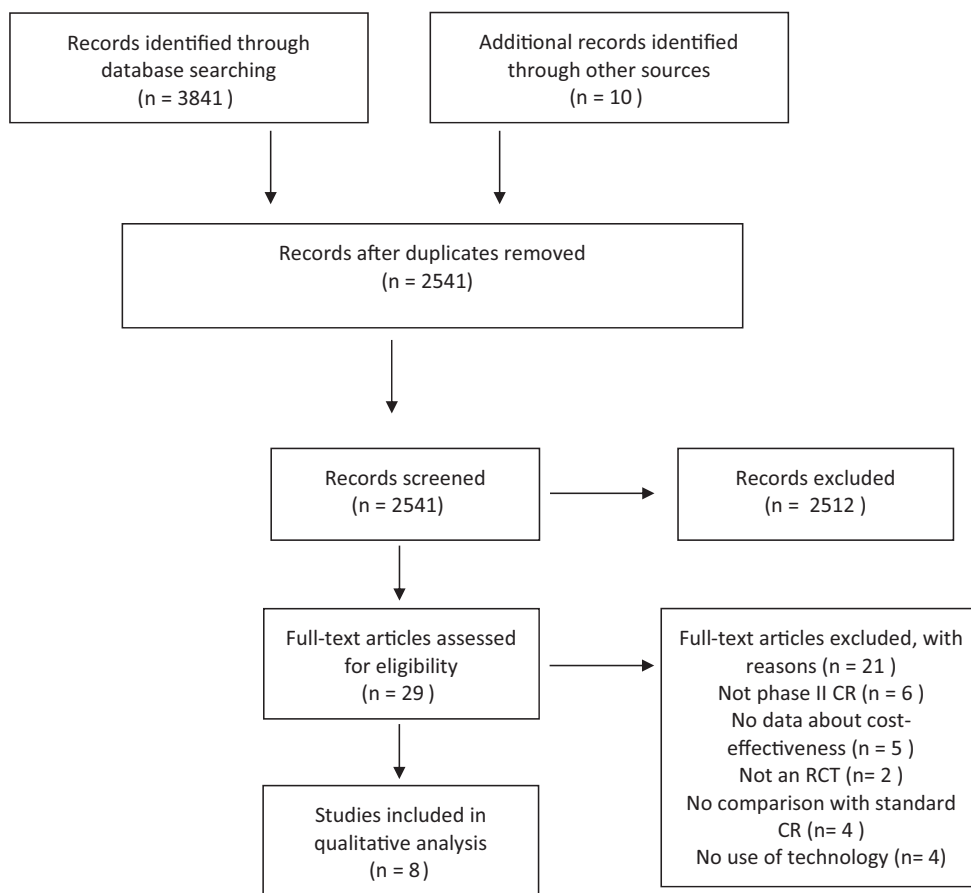 Records identified through
database searching
(n = 3841 )
Additional records identified
through other sources
(n = 10 )
Records after duplicates removed
(n = 2541)
Records screened
(n = 2541)
Records excluded
(n =  2512 )
Full-text articles assessed
for eligibility
(n = 29 )
Full-text articles excluded, with
reasons (n = 21 )
Not phase II CR (n = 6 )
No data about cost-
effectiveness (n = 5 )
Not an RCT (n= 2 )
No comparison with standard
CR (n= 4 )
No use of technology (n= 4)
Studies included in
qualitative analysis
(n = 8 )